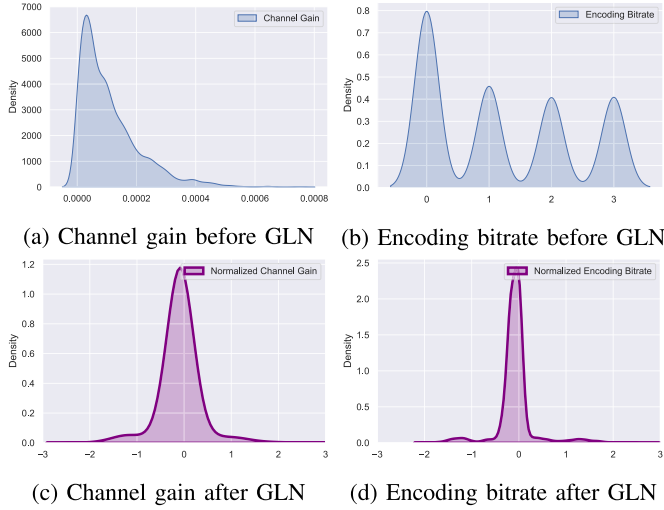 Channel Gain
Density
7000
6000
5000
4000
3000
2000
1000
0
0.0000 0.0002 0.0004 0.0006 0.0008
(a) Channel gain before GLN
Encoding Bitrate
Density
0.8
0.7
0.6
0.5
0.4
0.3
0.2
0.1
0.0
0 1 2 3
(b) Encoding bitrate before GLN
Normalized Channel Gain
Density
1.2
1.0
0.8
0.6
0.4
0.2
0.0
−3 −2 −1 0 1 2 3
(c) Channel gain after GLN
Normalized Encoding Bitrate
Density
2.5
2.0
1.5
1.0
0.5
0.0
−3 −2 −1 0 1 2 3
(d) Encoding bitrate after GLN